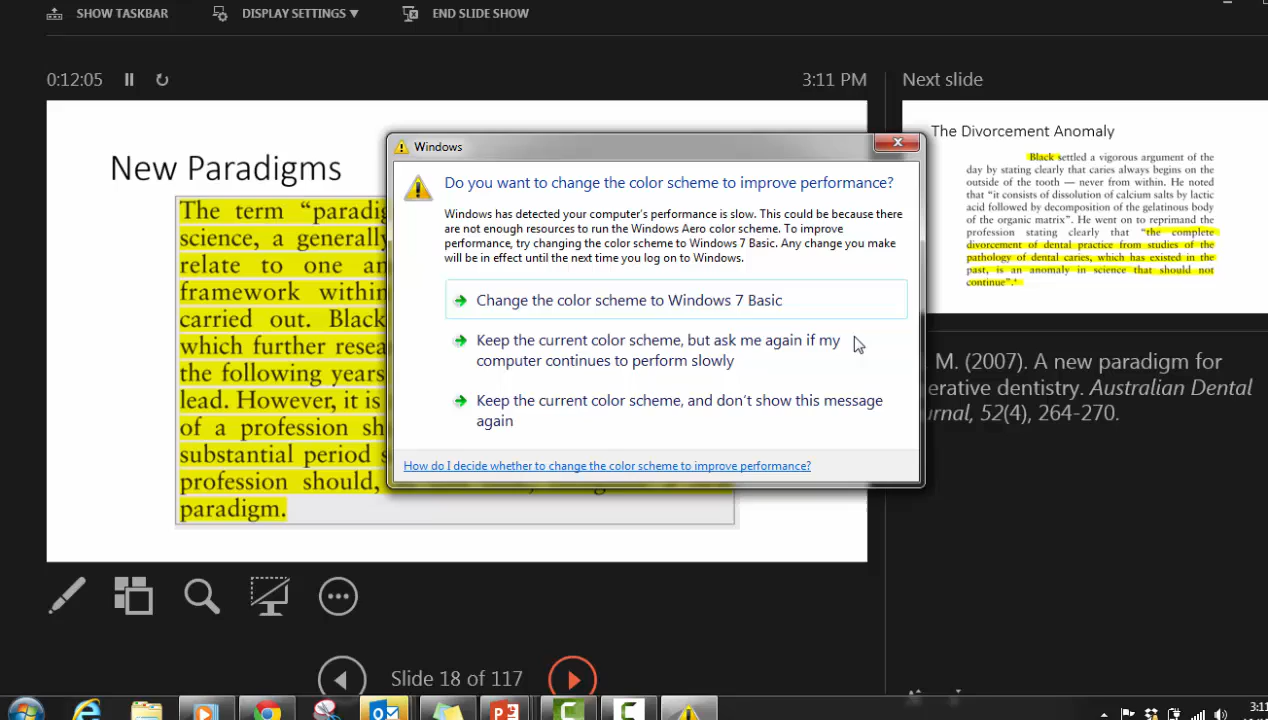 SHOW TASKBAR DISPLAY SETTINGS ▼ END SLIDE SHOW
0:12:05 3:11 PM
New Paradigms
The term “paradig
science, a generally
relate to one an
framework within
carried out. Black
which further resea
the following years
lead. However, it is
of a profession sh
substantial period s
profession should,
paradigm.
Windows
Do you want to change the color scheme to improve performance?
Windows has detected your computer's performance is slow. This could be because there
are not enough resources to run the Windows Aero color scheme. To improve
performance, try changing the color scheme to Windows 7 Basic. Any change you make
will be in effect until the next time you log on to Windows.
Change the color scheme to Windows 7 Basic
Keep the current color scheme, but ask me again if my
computer continues to perform slowly
Keep the current color scheme, and don't show this message
again
How do I decide whether to change the color scheme to improve performance?
Next slide
The Divorcement Anomaly
Black settled a vigorous argument of the
day by stating clearly that caries always begins on the
outside of the tooth — never from within. He noted
that “it consists of dissolution of calcium salts by lactic
acid followed by decomposition of the gelatinous body
of the organic matrix”. He went on to reprimand the
profession stating clearly that “the complete
divorcement of dental practice from studies of the
pathology of dental caries, which has existed in the
past, is an anomaly in science that should not
continue”.⁴
M. (2007). A new paradigm for
erative dentistry. Australian Dental
urnal, 52(4), 264-270.
Slide 18 of 117
3:11